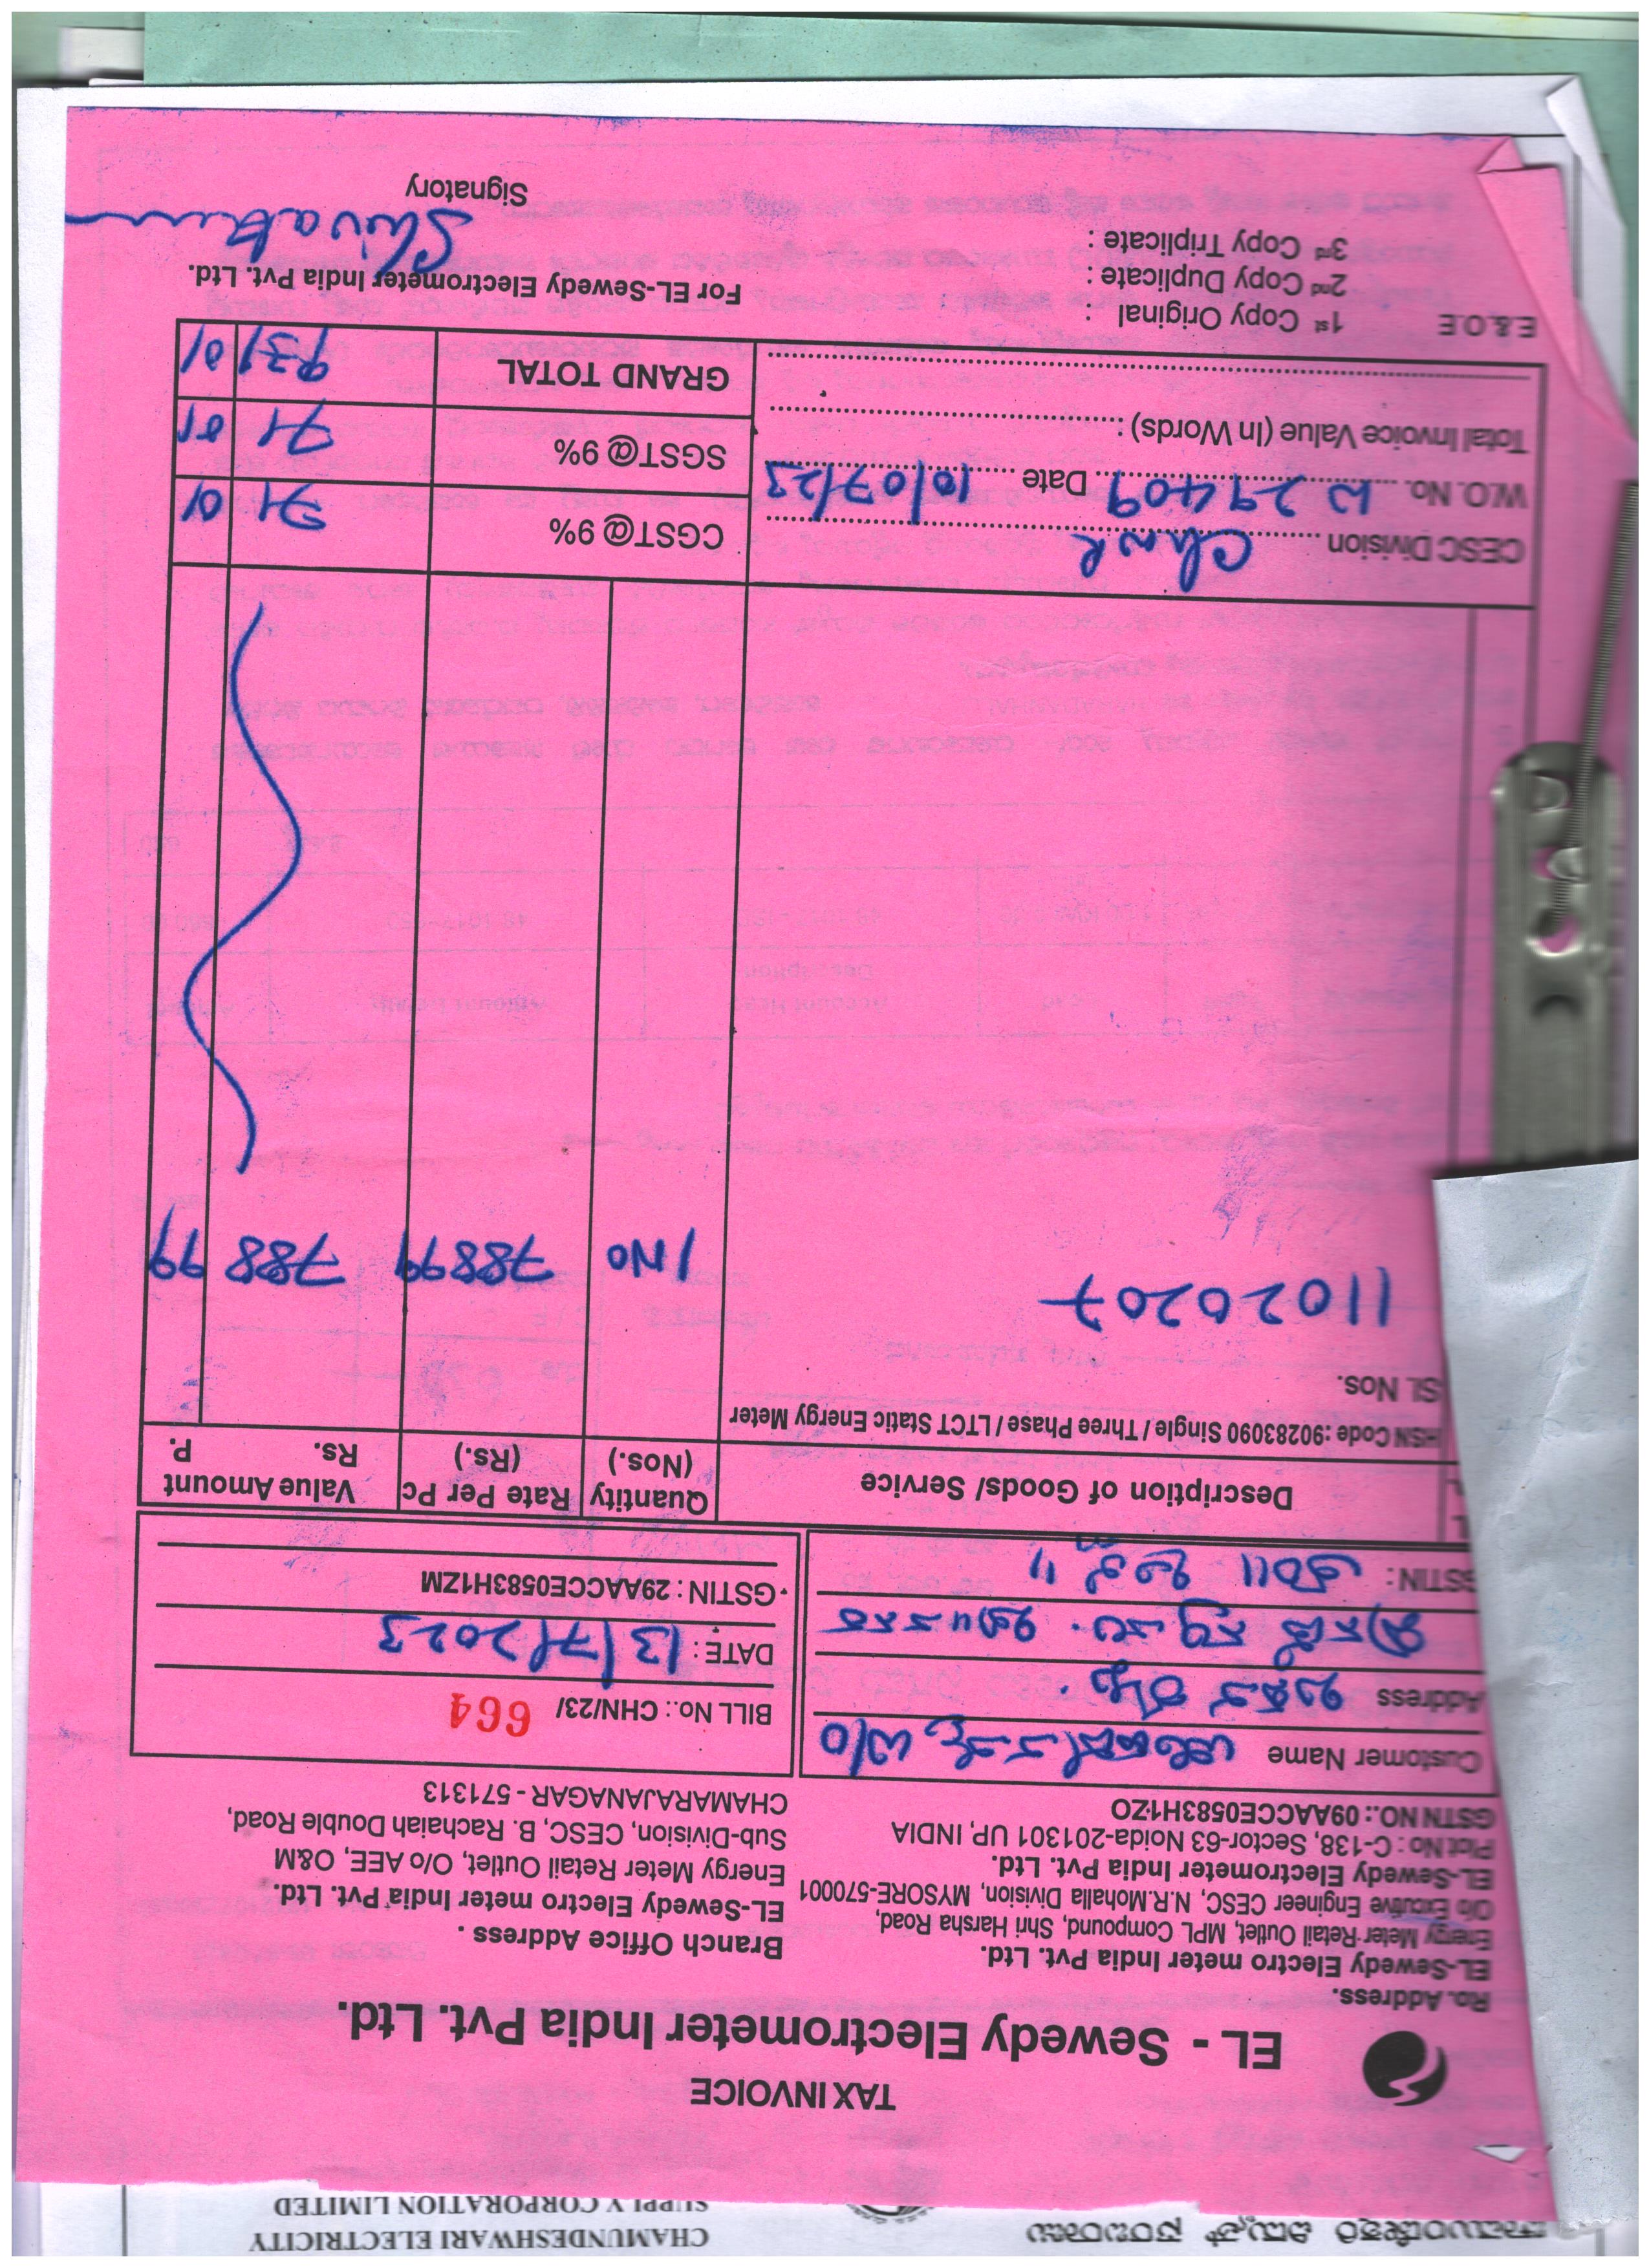 ಚಾಮುಂಡೇಶ್ವರಿ ವಿದ್ಯುತ್ ಸರಬರಾಜು
CHAMUNDESHWARI ELECTRICITY
SUPPLY CORPORATION LIMITED
TAX INVOICE
EL - Sewedy Electrometer India Pvt. Ltd.
Ro. Address.
EL-Sewedy Electro meter India Pvt. Ltd.
Energy Meter Retail Outlet, MPL Compound, Shri Harsha Road,
O/o Executive Engineer CESC, N.R.Mohalla Division, MYSORE-570001
EL-Sewedy Electrometer India Pvt. Ltd.
Plot No : C-138, Sector-63 Noida-201301 UP, INDIA
GSTN NO.: 09AACCE0583H1ZO
Branch Office Address .
EL-Sewedy Electro meter India Pvt. Ltd.
Energy Meter Retail Outlet, O/o AEE, O&M
Sub-Division, CESC, B. Rachaiah Double Road,
CHAMARAJANAGAR - 571313
Customer Name W/O
Address
GSTIN:
BILL No.: CHN/23/ 664
DATE: 13/7/2023
GSTIN: 29AACCE0583H1ZM
Description of Goods/ Service
Quantity (Nos.)
Rate Per Pc (Rs.)
Value Amount
Rs. P.
HSN Code :90283090 Single / Three Phase / LTCT Static Energy Meter
SL Nos.
11020207 1No 78899 788 99
CESC Division
W.O. No. 29409 Date 10/07/23
Total Invoice Value (In Words) :
CGST@ 9% 71 01
SGST@ 9% 71 01
GRAND TOTAL 931 01
E.&.O.E
1st Copy Original :
2nd Copy Duplicate :
3rd Copy Triplicate :
For EL-Sewedy Electrometer India Pvt. Ltd.
Signatory